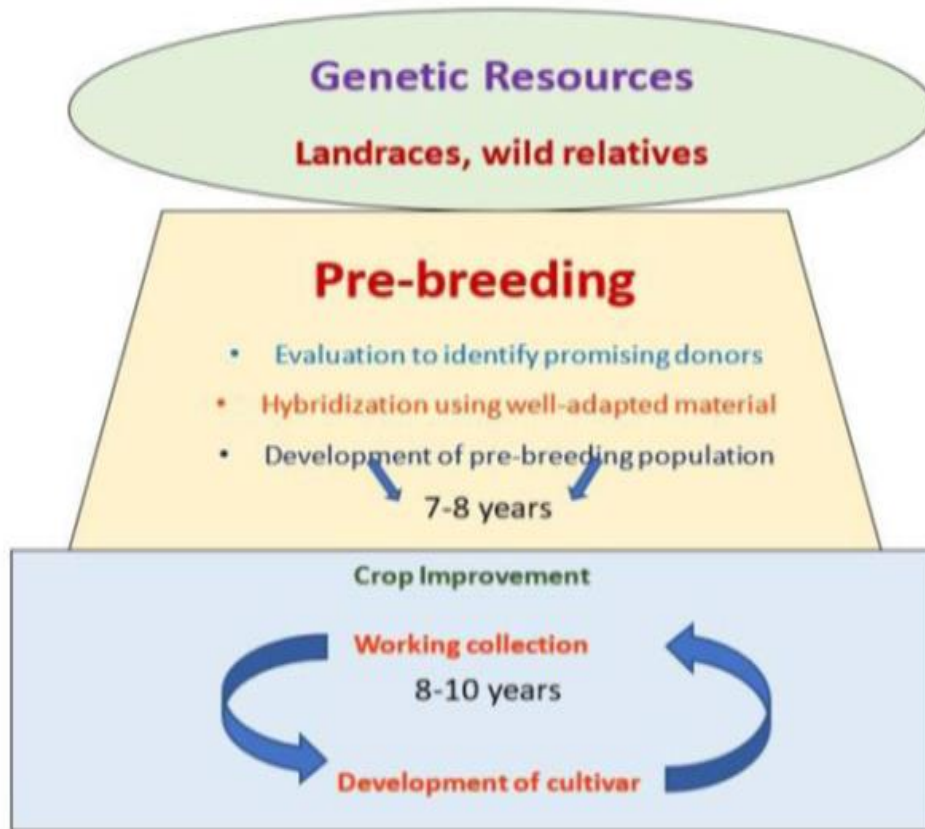 Genetic Resources
Landraces, wild relatives
Pre-breeding
• Evaluation to identify promising donors
• Hybridization using well-adapted material
• Development of pre-breeding population
7-8 years
Crop Improvement
Working collection
8-10 years
Development of cultivar